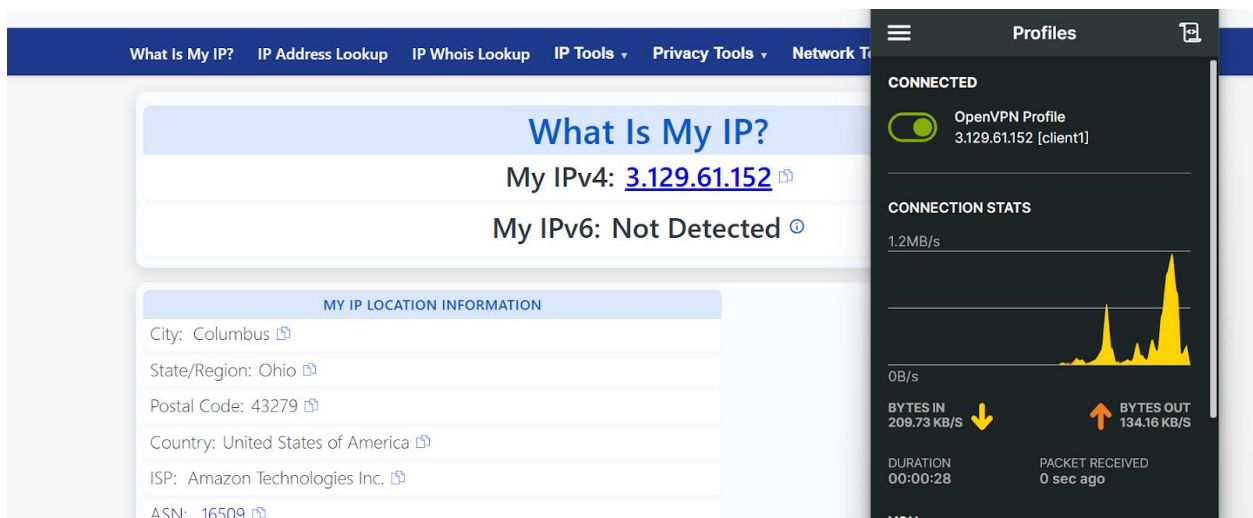 What Is My IP? IP Address Lookup IP Whois Lookup IP Tools Privacy Tools Network
What Is My IP?
My IPv4: 3.129.61.152
My IPv6: Not Detected
MY IP LOCATION INFORMATION
City: Columbus
State/Region: Ohio
Postal Code: 43279
Country: United States of America
ISP: Amazon Technologies Inc.
ASN: 16509
Profiles
CONNECTED
OpenVPN Profile
3.129.61.152 [client1]
CONNECTION STATS
1.2MB/s
0B/s
BYTES IN
209.73 KB/S
BYTES OUT
134.16 KB/S
DURATION
00:00:28
PACKET RECEIVED
0 sec ago